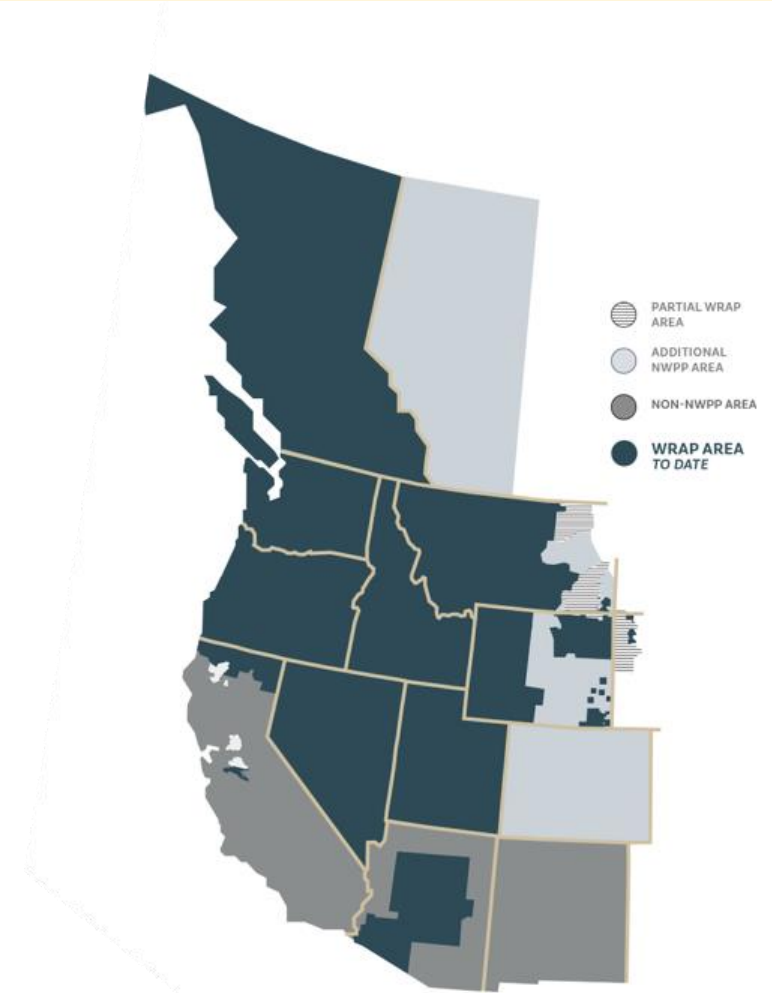 PARTIAL WRAP
AREA
ADDITIONAL
NWPP AREA
NON-NWPP AREA
WRAP AREA
TO DATE